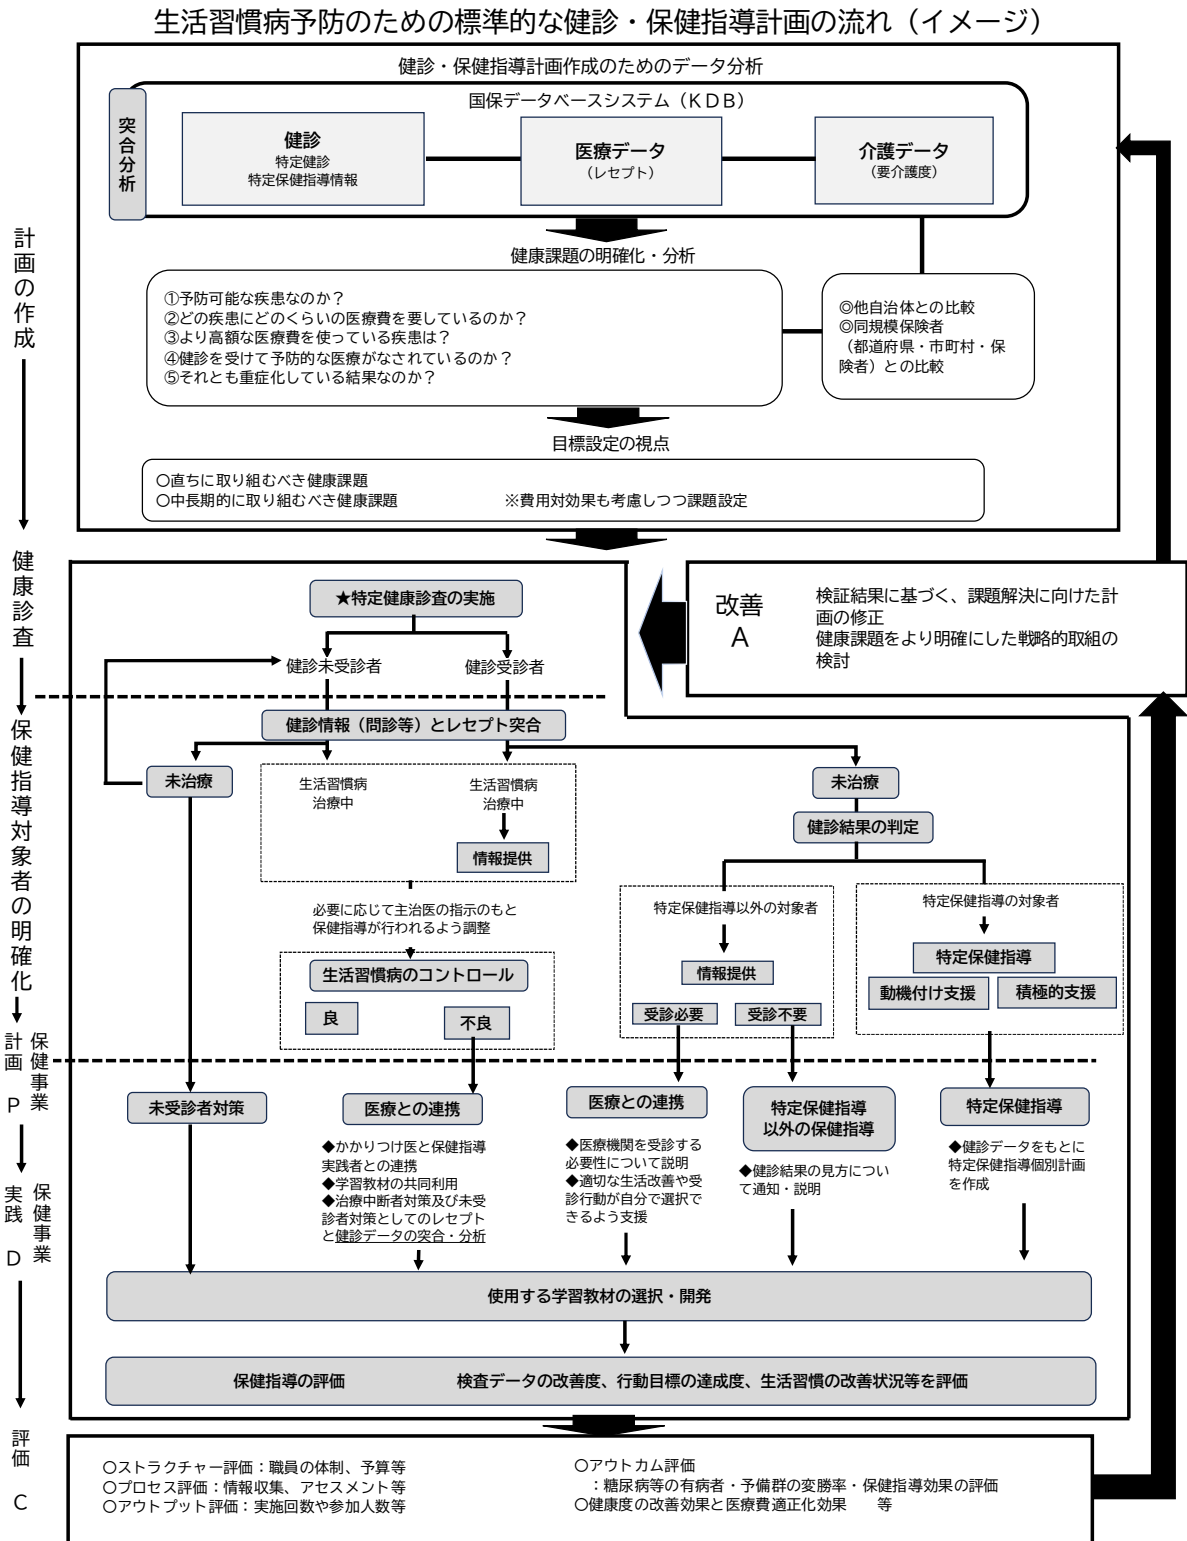 生活習慣病予防のための標準的な健診・保健指導計画の流れ（イメージ）
健診・保健指導計画作成のためのデータ分析
国保データベースシステム（ＫＤＢ）
突合分析
健診
特定健診
特定保健指導情報
医療データ
（レセプト）
介護データ
（要介護度）
計画の作成
健康課題の明確化・分析
①予防可能な疾患なのか？
②どの疾患にどのくらいの医療費を要しているのか？
③より高額な医療費を使っている疾患は？
④健診を受けて予防的な医療がなされているのか？
⑤それとも重症化している結果なのか？
◎他自治体との比較
◎同規模保険者
（都道府県・市町村・保
険者）との比較
目標設定の視点
○直ちに取り組むべき健康課題
○中長期的に取り組むべき健康課題
※費用対効果も考慮しつつ課題設定
健康診査
★特定健康診査の実施
改善
A
検証結果に基づく、課題解決に向けた計
画の修正
健康課題をより明確にした戦略的取組の
検討
健診未受診者
健診受診者
保健指導対象者の明確化
健診情報（問診等）とレセプト突合
未治療
生活習慣病
治療中
生活習慣病
治療中
情報提供
未治療
健診結果の判定
必要に応じて主治医の指示のもと
保健指導が行われるよう調整
生活習慣病のコントロール
良
不良
特定保健指導以外の対象者
情報提供
受診必要
受診不要
特定保健指導の対象者
特定保健指導
動機付け支援
積極的支援
保健事業
計画 P
未受診者対策
医療との連携
◆かかりつけ医と保健指導
実践者との連携
◆学習教材の共同利用
◆治療中断者対策及び未受
診者対策としてのレセプト
と健診データの突合・分析
医療との連携
◆医療機関を受診する
必要性について説明
◆適切な生活改善や受
診行動が自分で選択で
きるよう支援
特定保健指導
以外の保健指導
◆健診結果の見方につい
て通知・説明
特定保健指導
◆健診データをもとに
特定保健指導個別計画
を作成
保健事業
実践 D
使用する学習教材の選択・開発
保健指導の評価
検査データの改善度、行動目標の達成度、生活習慣の改善状況等を評価
評価 C
○ストラクチャー評価：職員の体制、予算等
○プロセス評価：情報収集、アセスメント等
○アウトプット評価：実施回数や参加人数等
○アウトカム評価
：糖尿病等の有病者・予備群の変勝率・保健指導効果の評価
○健康度の改善効果と医療費適正化効果　　等